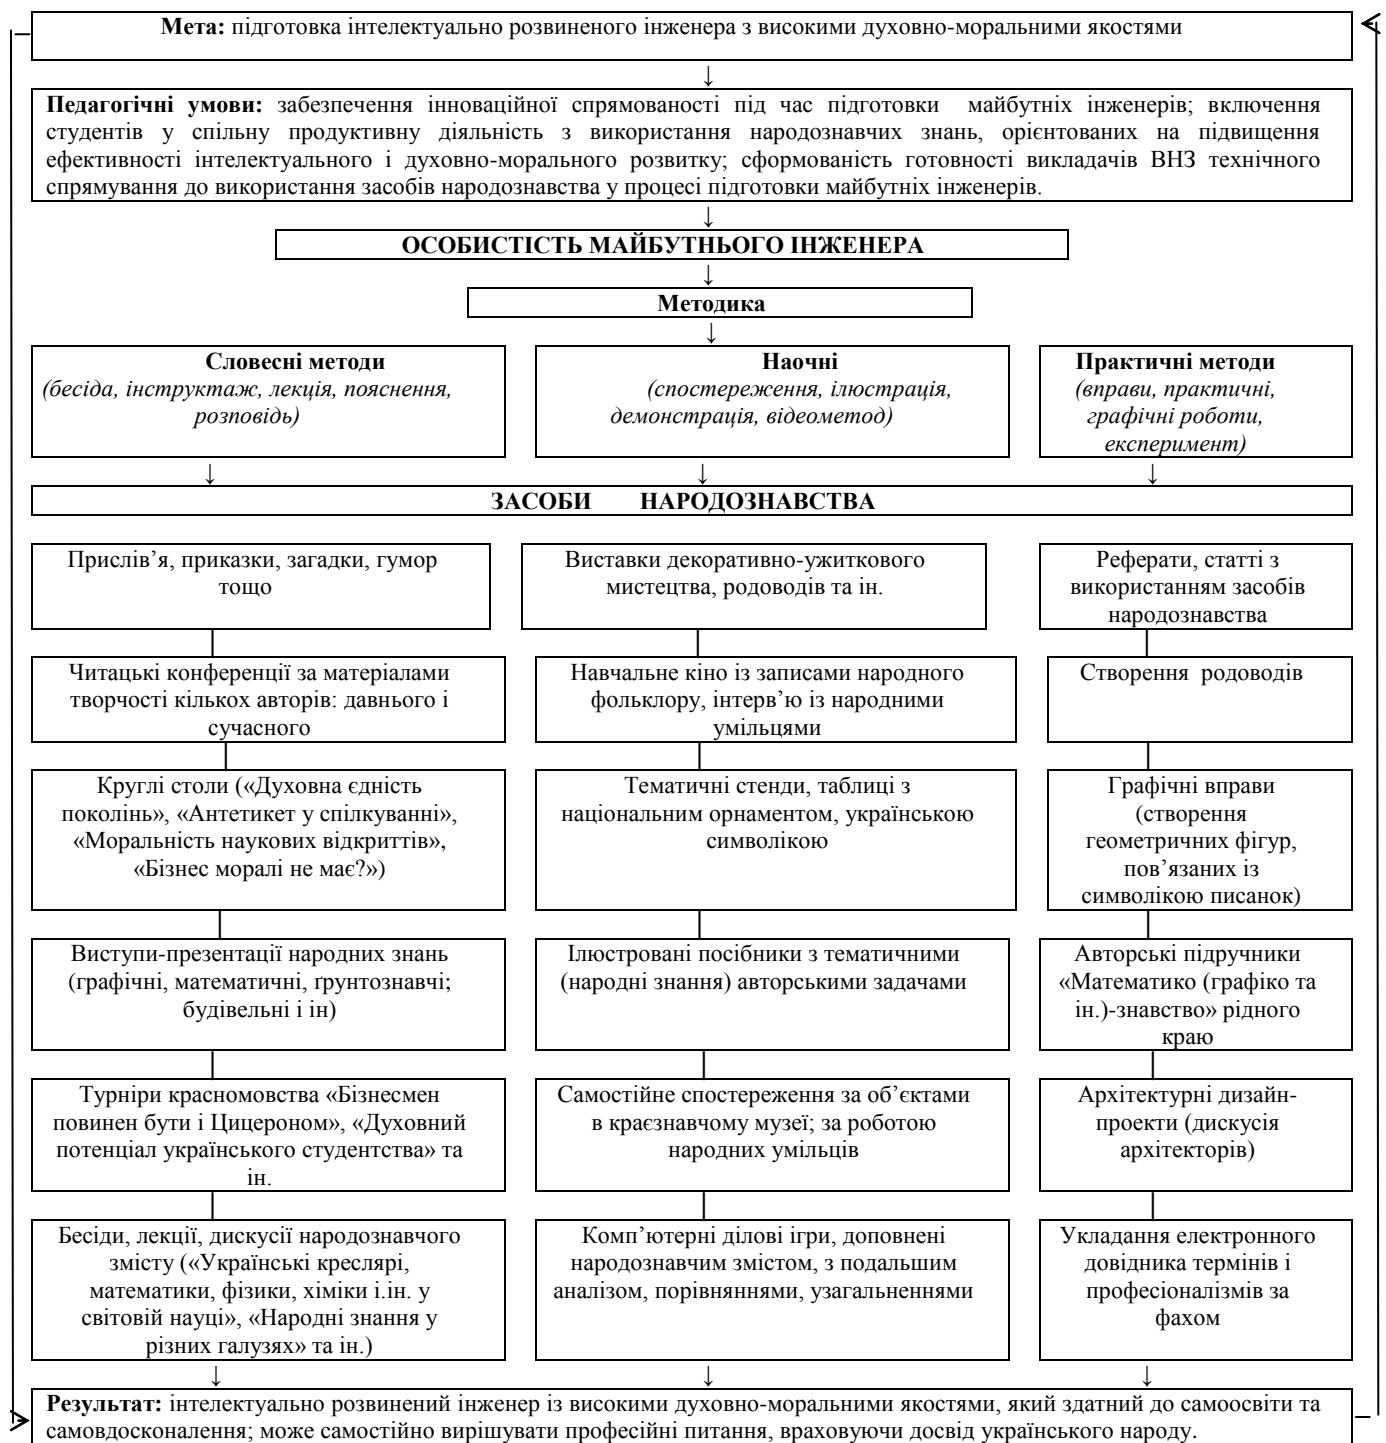 Мета: підготовка інтелектуально розвиненого інженера з високими духовно-моральними якостями
↓
Педагогічні умови: забезпечення інноваційної спрямованості під час підготовки майбутніх інженерів; включення
студентів у спільну продуктивну діяльність з використання народознавчих знань, орієнтованих на підвищення
ефективності інтелектуального і духовно-морального розвитку; сформованість готовності викладачів ВНЗ технічного
спрямування до використання засобів народознавства у процесі підготовки майбутніх інженерів.
↓
ОСОБИСТІСТЬ МАЙБУТНЬОГО ІНЖЕНЕРА
↓
Методика
↓
Словесні методи
(бесіда, інструктаж, лекція, пояснення,
розповідь)
Наочні
(спостереження, ілюстрація,
демонстрація, відеометод)
Практичні методи
(вправи, практичні,
графічні роботи,
експеримент)
↓ ↓ ↓
ЗАСОБИ НАРОДОЗНАВСТВА
Прислів’я, приказки, загадки, гумор
тощо
Виставки декоративно-ужиткового
мистецтва, родоводів та ін.
Реферати, статті з
використанням засобів
народознавства
Читацькі конференції за матеріалами
творчості кількох авторів: давнього і
сучасного
Навчальне кіно із записами народного
фольклору, інтерв’ю із народними
умільцями
Створення родоводів
Круглі столи («Духовна єдність
поколінь», «Антетикет у спілкуванні»,
«Моральність наукових відкриттів»,
«Бізнес моралі не має?»)
Тематичні стенди, таблиці з
національним орнаментом, українською
символікою
Графічні вправи
(створення
геометричних фігур,
пов’язаних із
символікою писанок)
Виступи-презентації народних знань
(графічні, математичні, ґрунтознавчі;
будівельні і ін)
Ілюстровані посібники з тематичними
(народні знання) авторськими задачами
Авторські підручники
«Математико (графіко та
ін.)-знавство» рідного
краю
Турніри красномовства «Бізнесмен
повинен бути і Цицероном», «Духовний
потенціал українського студентства» та
ін.
Самостійне спостереження за об’єктами
в краєзнавчому музеї; за роботою
народних умільців
Архітектурні дизайн-
проекти (дискусія
архітекторів)
Бесіди, лекції, дискусії народознавчого
змісту («Українські креслярі,
математики, фізики, хіміки і.ін. у
світовій науці», «Народні знання у
різних галузях» та ін.)
Комп’ютерні ділові ігри, доповнені
народознавчим змістом, з подальшим
аналізом, порівняннями, узагальненнями
Укладання електронного
довідника термінів і
професіоналізмів за
фахом
↓ ↓ ↓
Результат: інтелектуально розвинений інженер із високими духовно-моральними якостями, який здатний до самоосвіти та
самовдосконалення; може самостійно вирішувати професійні питання, враховуючи досвід українського народу.